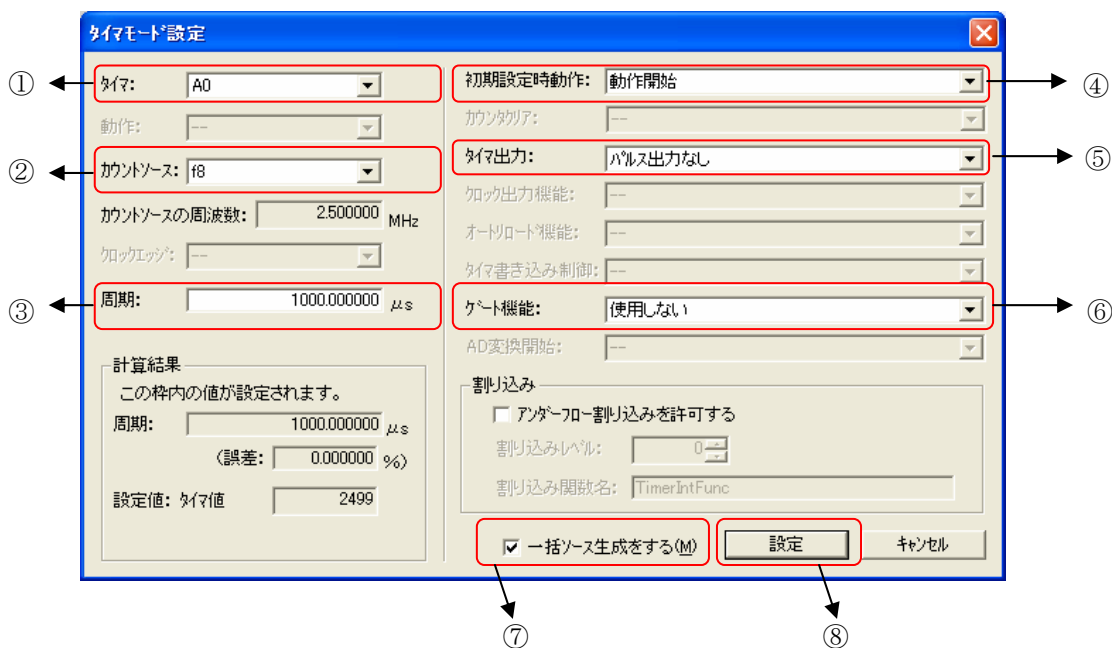 タイマモード設定
① タイマ: A0
動作: --
② カウントソース: f8
カウントソースの周波数: 2.500000 MHz
クロックエッジ: --
③ 周期: 1000.000000 μs
計算結果
この枠内の値が設定されます。
周期: 1000.000000 μs
(誤差: 0.000000 %)
設定値: タイマ値 2499
初期設定時動作: 動作開始 ④
カウンタクリア: --
タイマ出力: パルス出力なし ⑤
クロック出力機能: --
オートリロード機能: --
タイマ書き込み制御: --
ゲート機能: 使用しない ⑥
AD変換開始: --
割り込み
アンダーフロー割り込みを許可する
割り込みレベル: 0
割り込み関数名: TimerIntFunc
一括ソース生成をする(M) 設定 キャンセル
⑦ ⑧